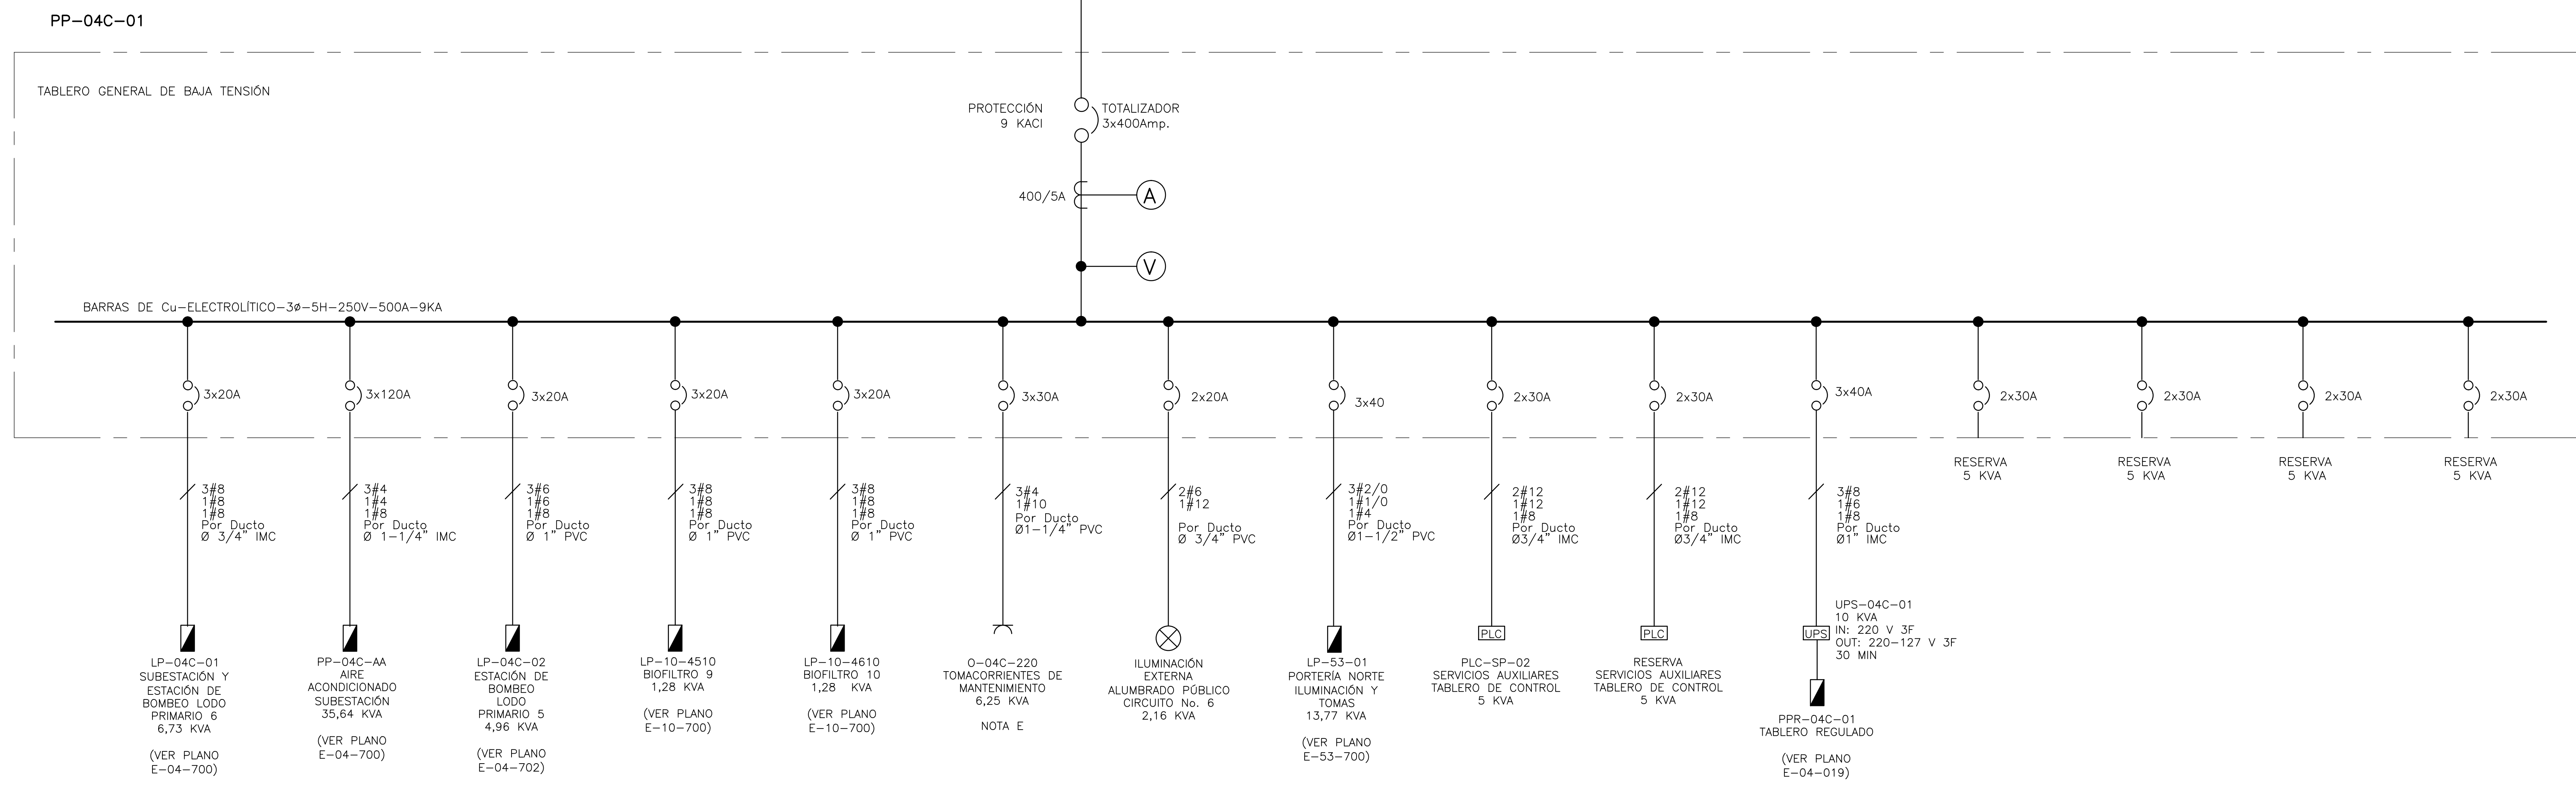 PP-04C-01
TABLERO GENERAL DE BAJA TENSIÓN
PROTECCIÓN
9 KACI
TOTALIZADOR
3x400Amp.
400/5A
A
V
BARRAS DE Cu-ELECTROLÍTICO-3ø-5H-250V-500A-9KA
3x20A
3x120A
3x20A
3x20A
3x20A
3x30A
2x20A
3x40
2x30A
2x30A
3x40A
2x30A
2x30A
2x30A
2x30A
3#8
1#8
1#8
Por Ducto
Ø 3/4" IMC
3#4
1#4
1#8
Por Ducto
Ø 1-1/4" IMC
3#6
1#6
1#8
Por Ducto
Ø 1" PVC
3#8
1#8
1#8
Por Ducto
Ø 1" PVC
3#8
1#8
1#8
Por Ducto
Ø 1" PVC
3#4
1#10
Por Ducto
Ø1-1/4" PVC
2#6
1#12
Por Ducto
Ø 3/4" PVC
3#2/0
1#1/0
1#4
Por Ducto
Ø1-1/2" PVC
2#12
1#12
1#8
Por Ducto
Ø3/4" IMC
2#12
1#12
1#8
Por Ducto
Ø3/4" IMC
3#8
1#6
1#8
Por Ducto
Ø1" IMC
RESERVA
5 KVA
RESERVA
5 KVA
RESERVA
5 KVA
RESERVA
5 KVA
LP-04C-01
SUBESTACIÓN Y
ESTACIÓN DE
BOMBEO LODO
PRIMARIO 6
6,73 KVA
(VER PLANO
E-04-700)
PP-04C-AA
AIRE
ACONDICIONADO
SUBESTACIÓN
35,64 KVA
(VER PLANO
E-04-700)
LP-04C-02
ESTACIÓN DE
BOMBEO
LODO
PRIMARIO 5
4,96 KVA
(VER PLANO
E-04-702)
LP-10-4510
BIOFILTRO 9
1,28 KVA
(VER PLANO
E-10-700)
LP-10-4610
BIOFILTRO 10
1,28 KVA
(VER PLANO
E-10-700)
O-04C-220
TOMACORRIENTES DE
MANTENIMIENTO
6,25 KVA
NOTA E
ILUMINACIÓN
EXTERNA
ALUMBRADO PÚBLICO
CIRCUITO No. 6
2,16 KVA
LP-53-01
PORTERÍA NORTE
ILUMINACIÓN Y
TOMAS
13,77 KVA
(VER PLANO
E-53-700)
PLC
PLC-SP-02
SERVICIOS AUXILIARES
TABLERO DE CONTROL
5 KVA
PLC
RESERVA
SERVICIOS AUXILIARES
TABLERO DE CONTROL
5 KVA
UPS
UPS-04C-01
10 KVA
IN: 220 V 3F
OUT: 220-127 V 3F
30 MIN
PPR-04C-01
TABLERO REGULADO
(VER PLANO
E-04-019)